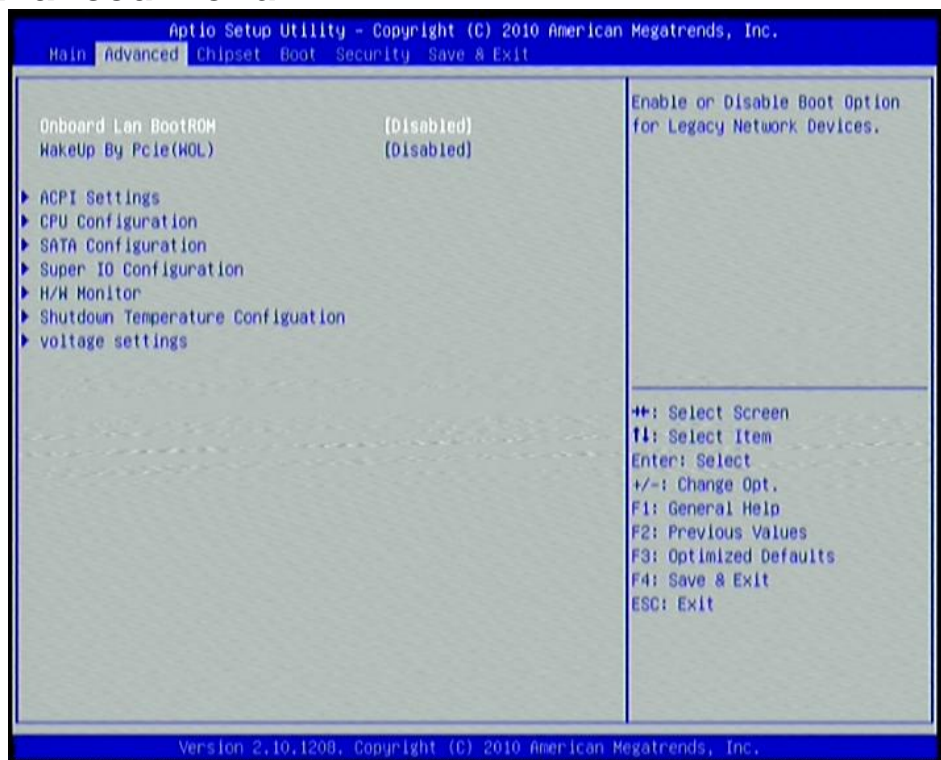 Aptio Setup Utility - Copyright (C) 2010 American Megatrends, Inc.
Main Advanced Chipset Boot Security Save & Exit
Onboard Lan BootROM [Disabled]
WakeUp By Pcie(WOL) [Disabled]
ACPI Settings
CPU Configuration
SATA Configuration
Super IO Configuration
H/W Monitor
Shutdown Temperature Configuation
voltage settings
Enable or Disable Boot Option
for Legacy Network Devices.
→←: Select Screen
↑↓: Select Item
Enter: Select
+/-: Change Opt.
F1: General Help
F2: Previous Values
F3: Optimized Defaults
F4: Save & Exit
ESC: Exit
Version 2.10.1208. Copyright (C) 2010 American Megatrends, Inc.